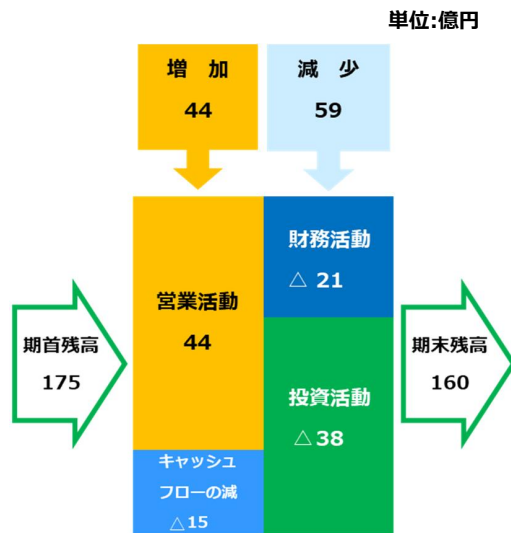 単位:億円
増　加
44
減　少
59
営業活動
44
財務活動
△ 21
期首残高
175
投資活動
△ 38
期末残高
160
キャッシュ
フローの減
△ 15